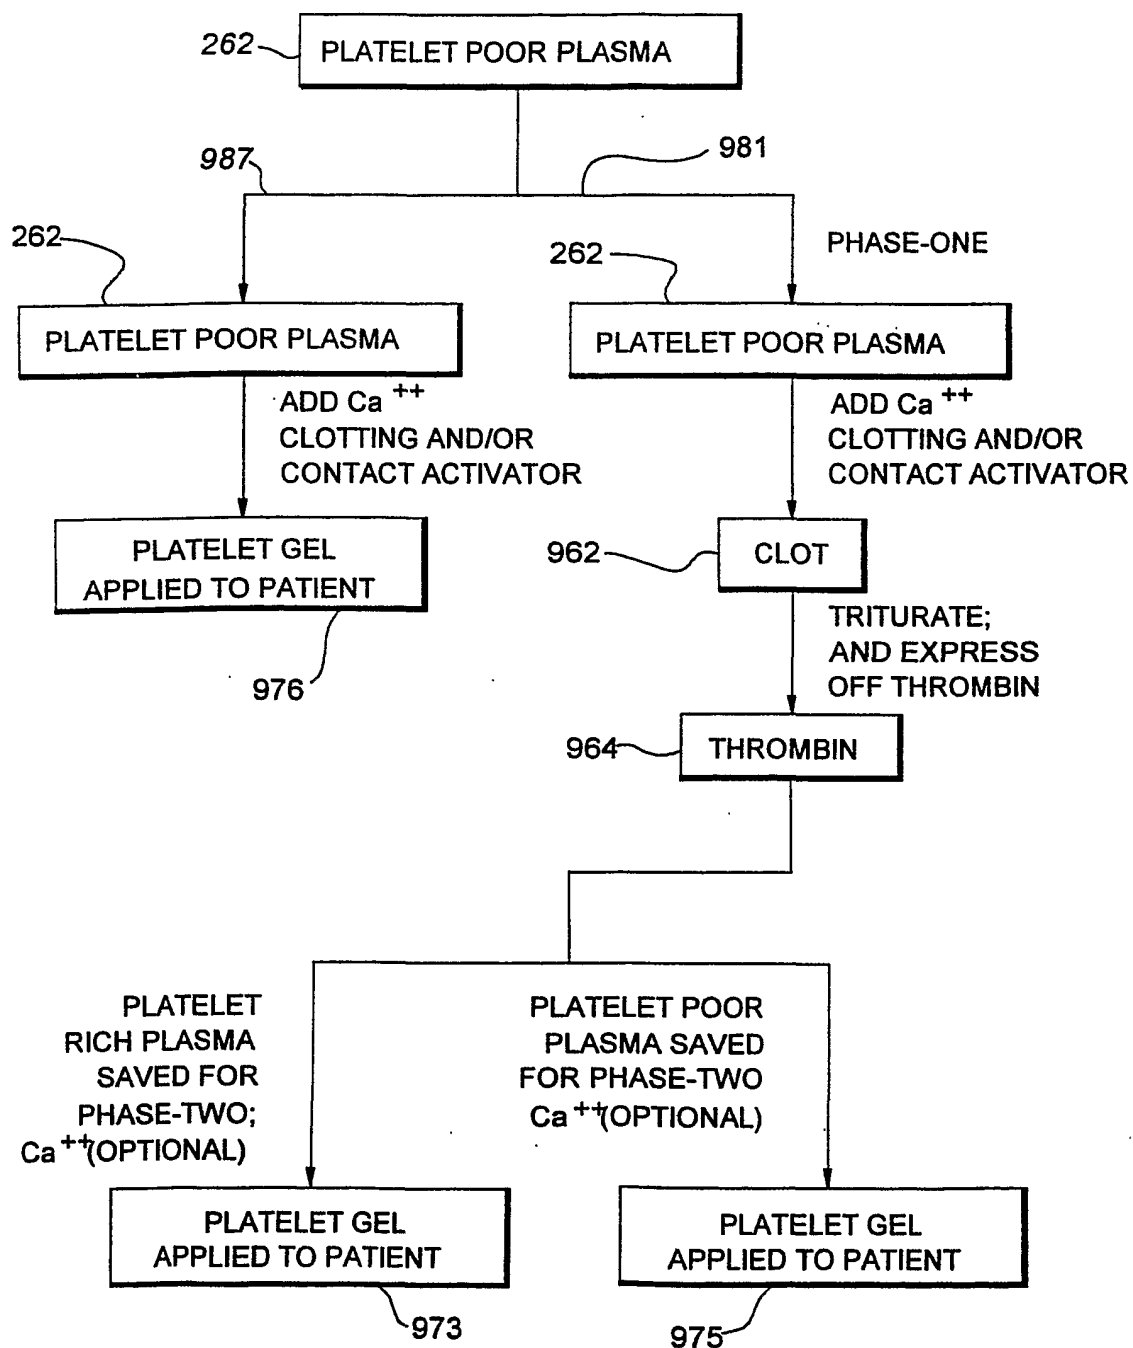 262
PLATELET POOR PLASMA
987
981
262
262
PHASE-ONE
PLATELET POOR PLASMA
PLATELET POOR PLASMA
ADD Ca ++
CLOTTING AND/OR
CONTACT ACTIVATOR
ADD Ca ++
CLOTTING AND/OR
CONTACT ACTIVATOR
PLATELET GEL
APPLIED TO PATIENT
976
962
CLOT
TRITURATE;
AND EXPRESS
OFF THROMBIN
964
THROMBIN
PLATELET
RICH PLASMA
SAVED FOR
PHASE-TWO;
Ca ++(OPTIONAL)
PLATELET POOR
PLASMA SAVED
FOR PHASE-TWO
Ca ++(OPTIONAL)
PLATELET GEL
APPLIED TO PATIENT
973
PLATELET GEL
APPLIED TO PATIENT
975